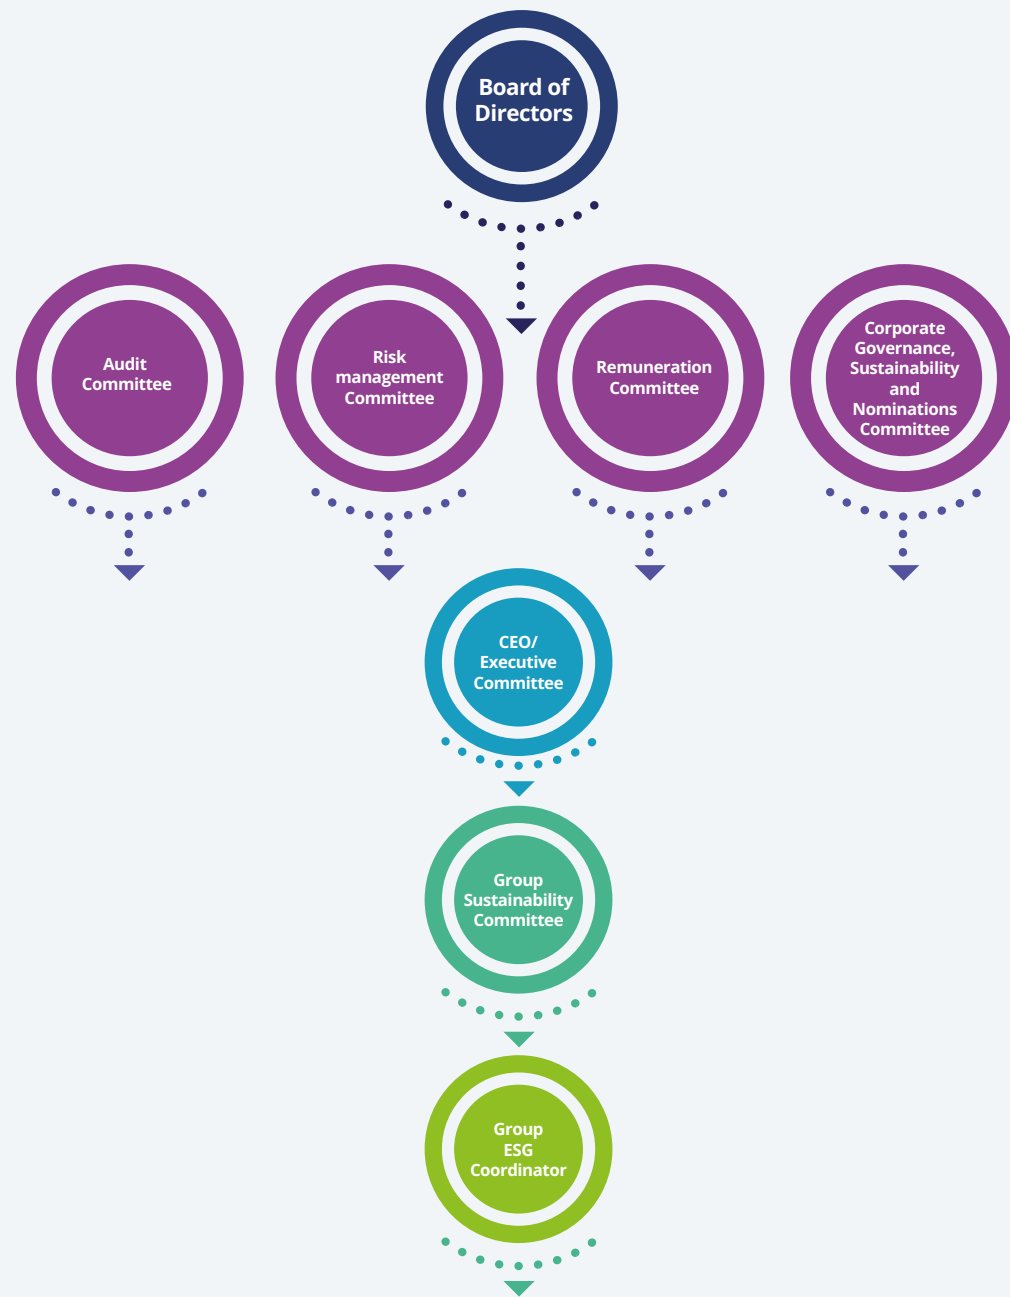 Board of
Directors
Audit
Committee
Risk
management
Committee
Remuneration
Committee
Corporate
Governance,
Sustainability
and
Nominations
Committee
CEO/
Executive
Committee
Group
Sustainability
Committee
Group
ESG
Coordinator